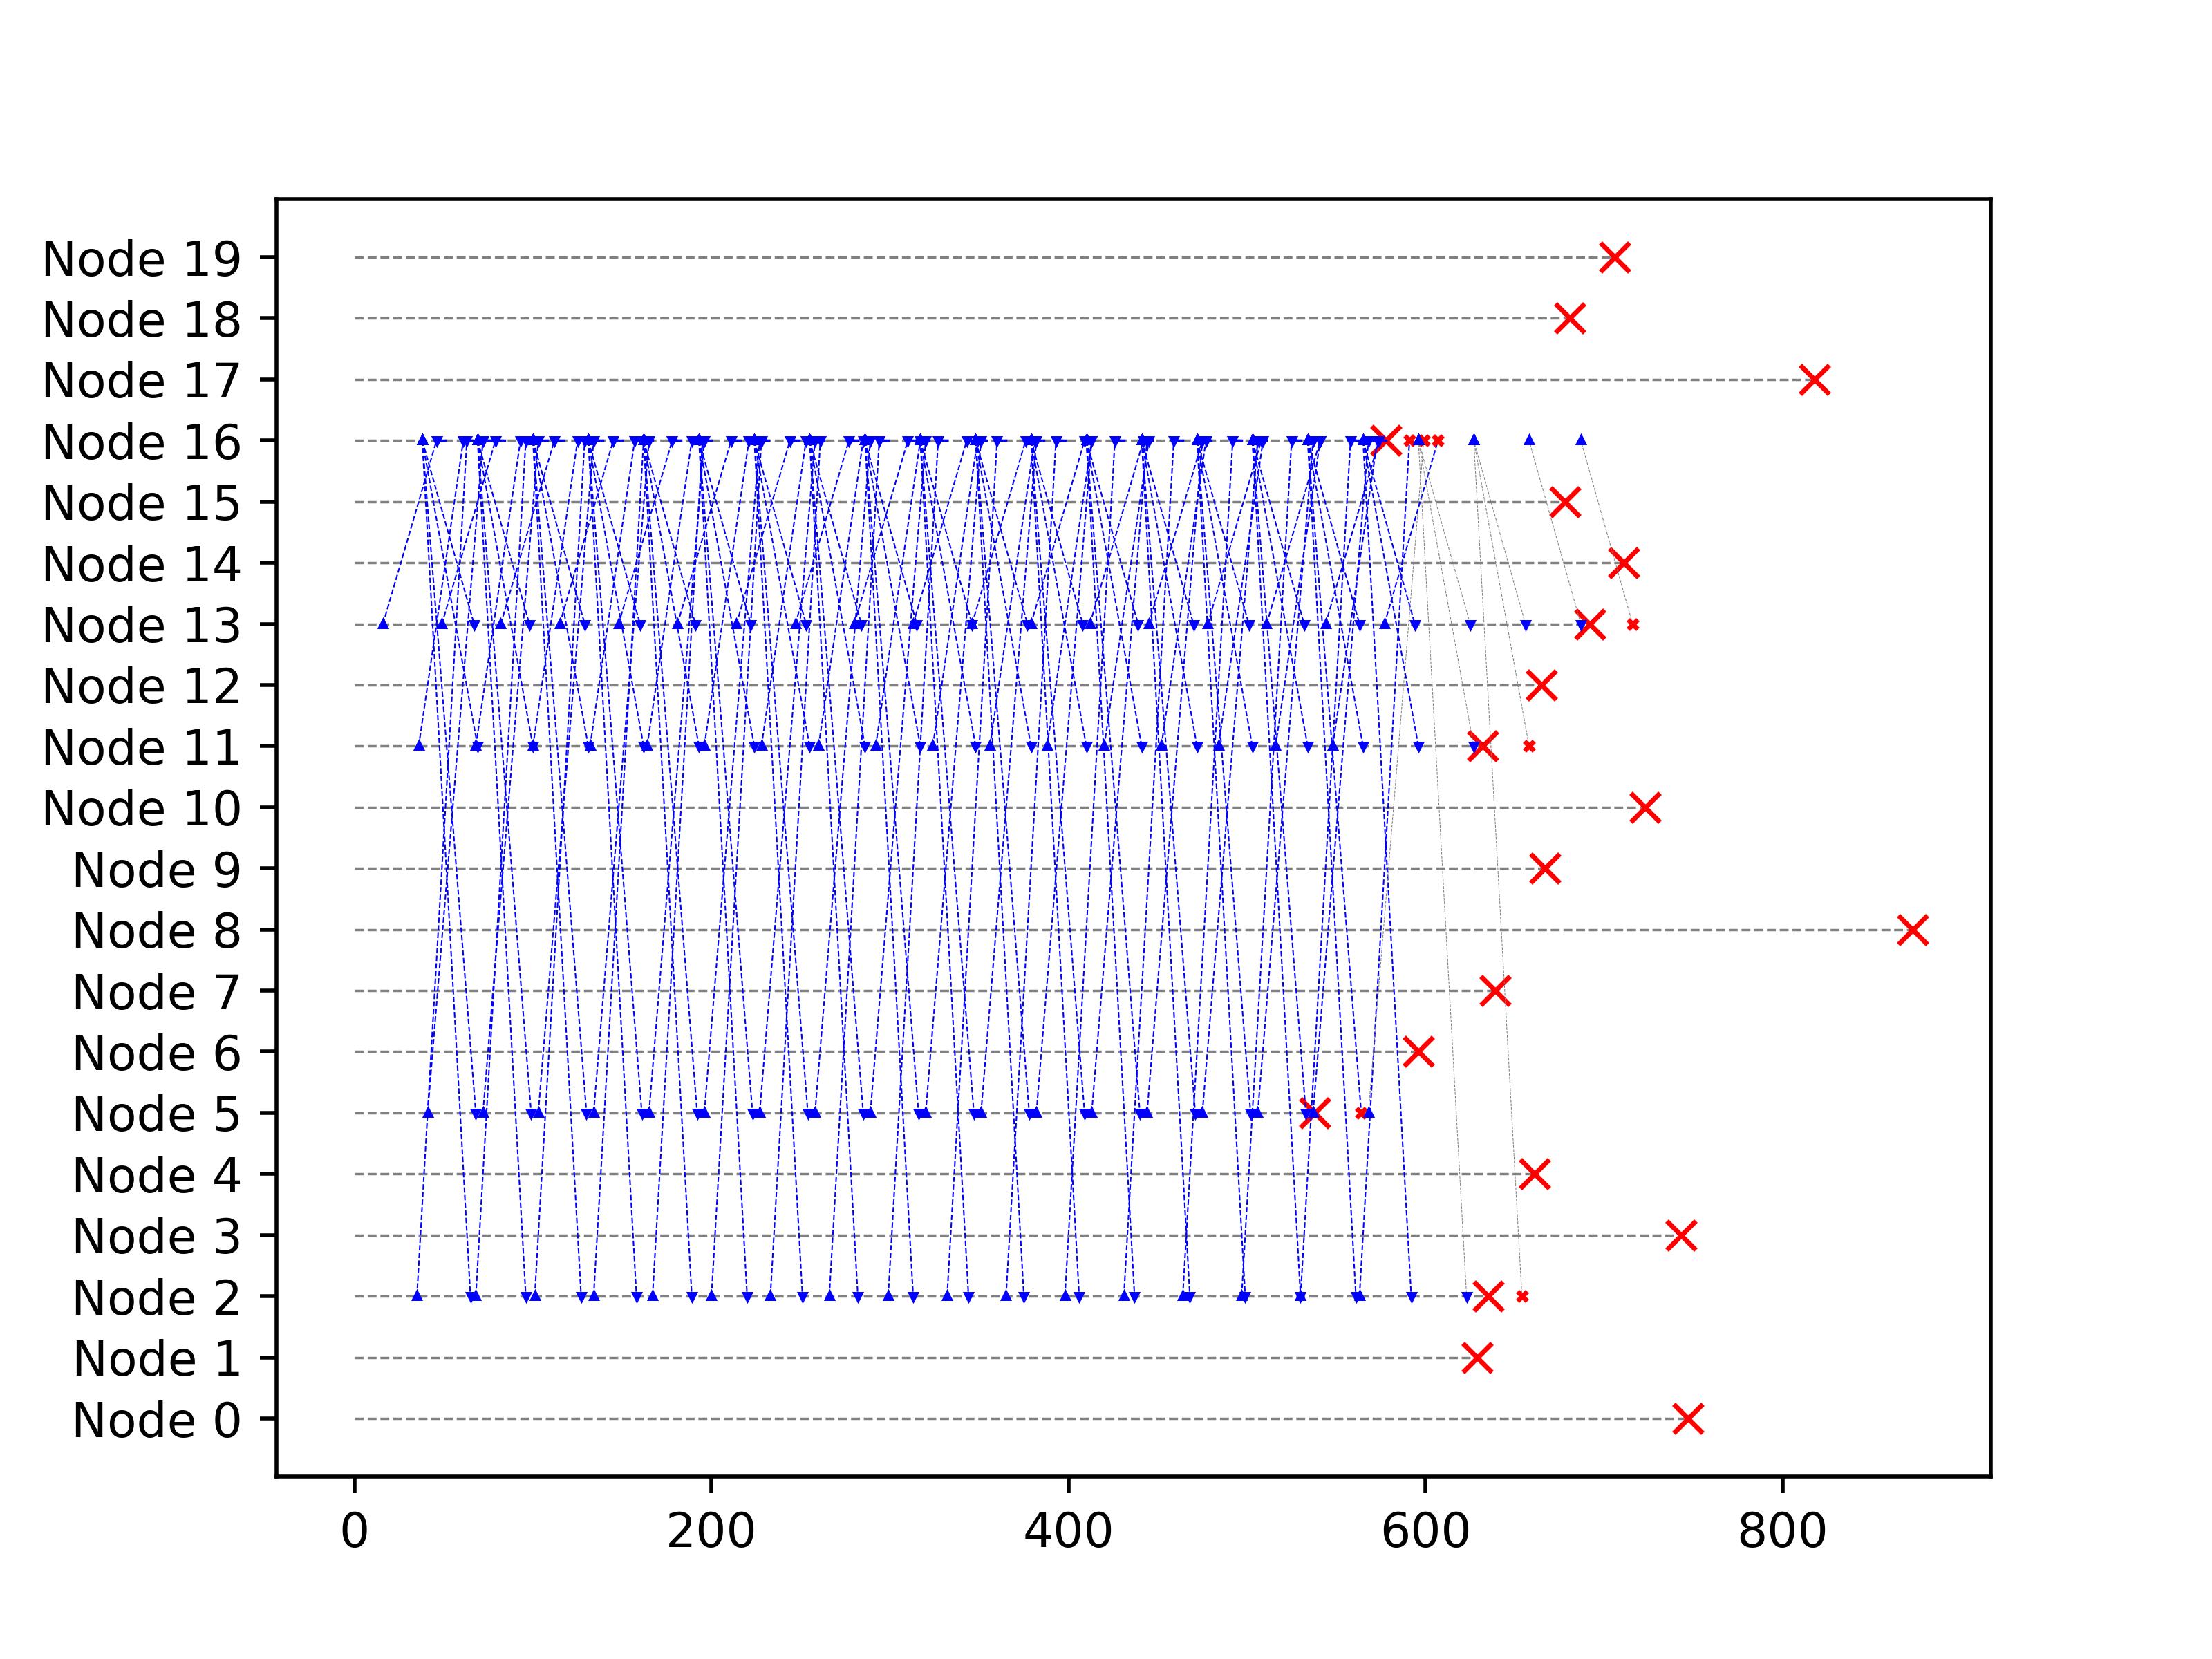 Node 19
Node 18
Node 17
Node 16
Node 15
Node 14
Node 13
Node 12
Node 11
Node 10
Node 9
Node 8
Node 7
Node 6
Node 5
Node 4
Node 3
Node 2
Node 1
Node 0
0 200 400 600 800